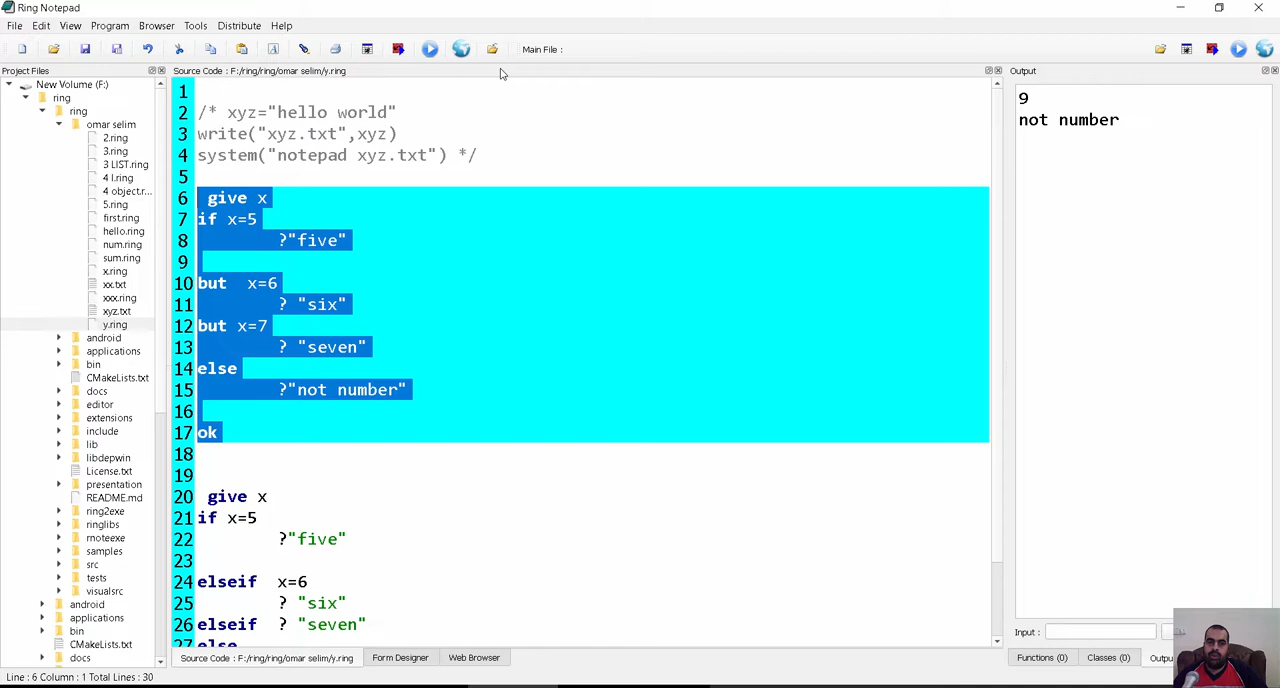 Ring Notepad
File Edit View Program Browser Tools Distribute Help
Main File :
Project Files
Source Code : F:/ring/ring/omar selim/y.ring
Output
New Volume (F:)
ring
ring
omar selim
2.ring
3.ring
3 LIST.ring
4 l.ring
4 object.r...
5.ring
first.ring
hello.ring
num.ring
sum.ring
x.ring
xx.txt
xxx.ring
xyz.txt
y.ring
android
applications
bin
CMakeLists.txt
docs
editor
extensions
include
lib
libdepwin
License.txt
presentation
README.md
ring2exe
ringlibs
rnoteexe
samples
src
tests
visualsrc
android
applications
bin
CMakeLists.txt
docs
1
2 /* xyz="hello world"
3 write("xyz.txt",xyz)
4 system("notepad xyz.txt") */
5
6 give x
7 if x=5
8 ?"five"
9
10 but x=6
11 ? "six"
12 but x=7
13 ? "seven"
14 else
15 ?"not number"
16
17 ok
18
19
20 give x
21 if x=5
22 ?"five"
23
24 elseif x=6
25 ? "six"
26 elseif ? "seven"
27 else
9
not number
Input :
Source Code : F:/ring/ring/omar selim/y.ring Form Designer Web Browser
Functions (0) Classes (0)
Line : 6 Column : 1 Total Lines : 30